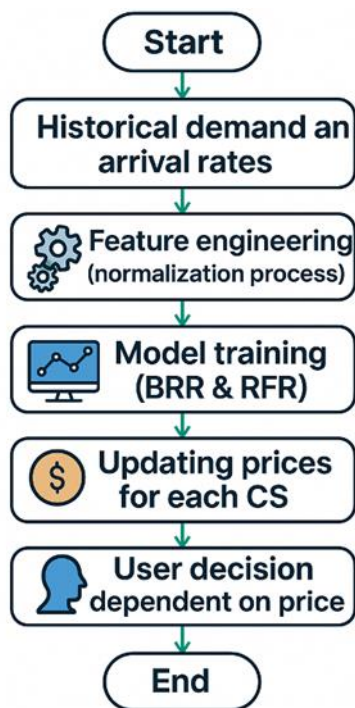 Start
Historical demand an
arrival rates
Feature engineering
(normalization process)
Model training
(BRR & RFR)
$
Updating prices
for each CS
User decision
dependent on price
End